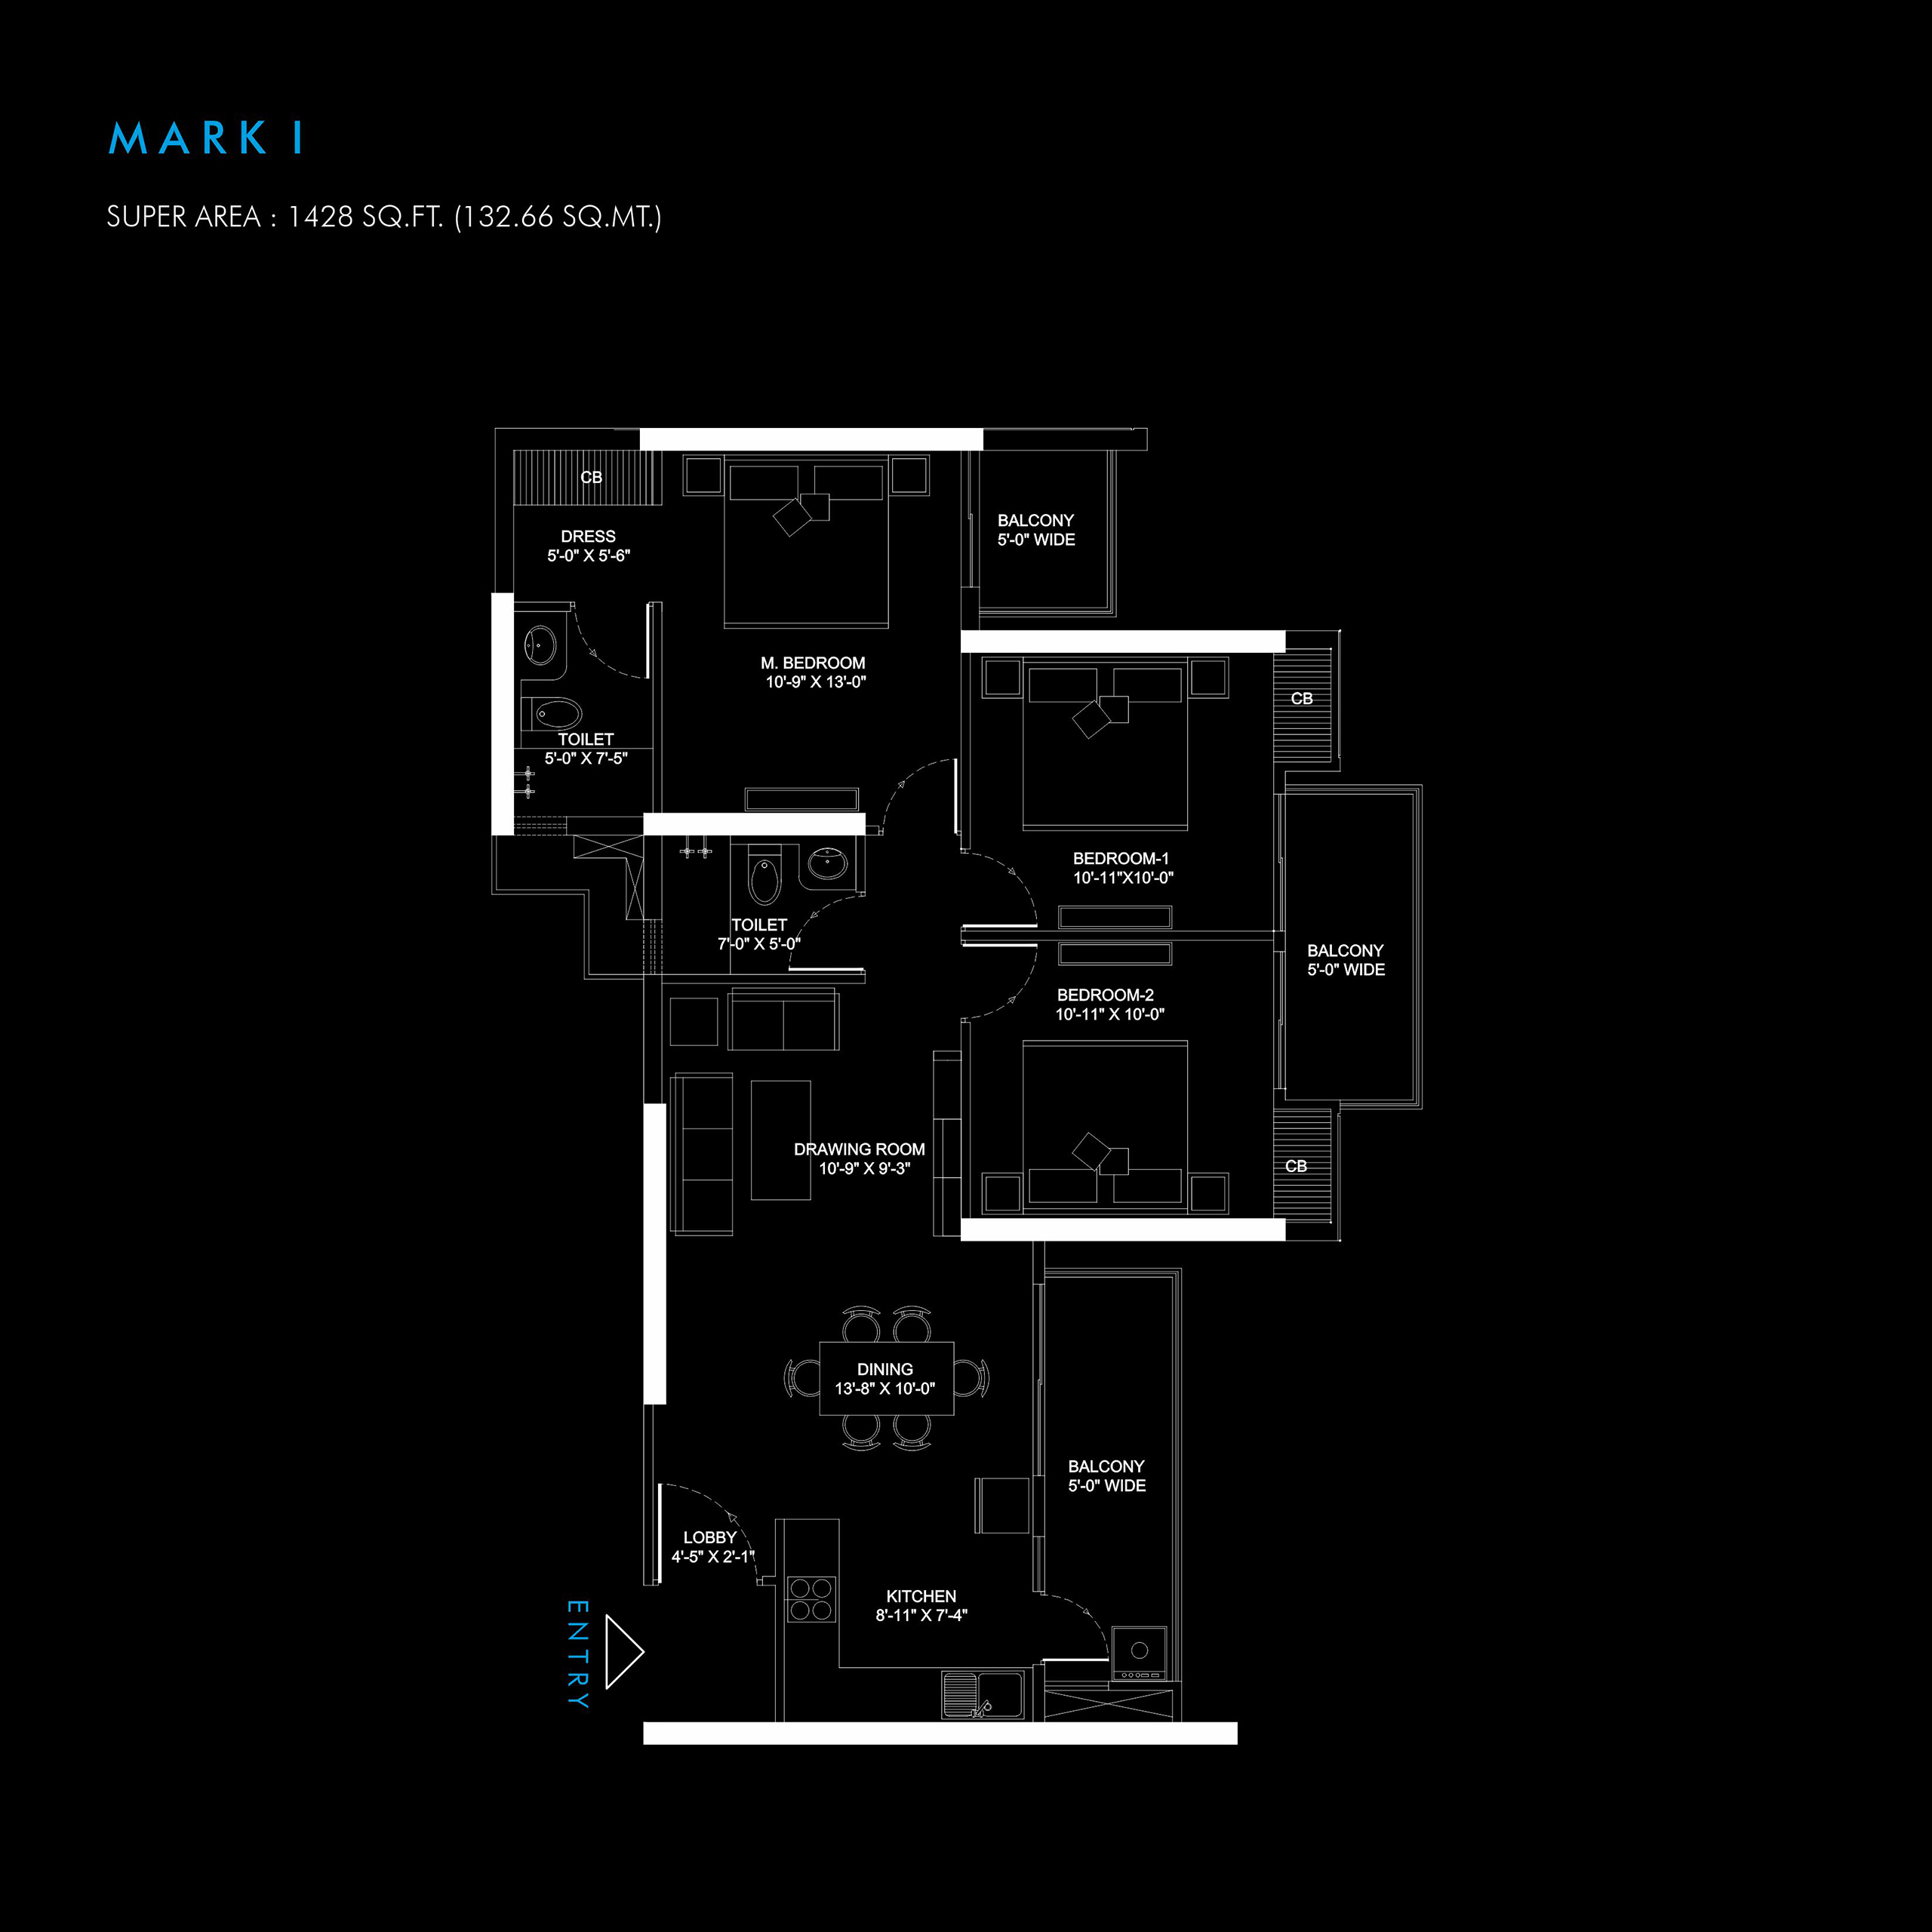 MARK I
SUPER AREA : 1428 SQ.FT. (132.66 SQ.MT.)
CB
DRESS
5'-0" X 5'-6"
BALCONY
5'-0" WIDE
M. BEDROOM
10'-9" X 13'-0"
TOILET
5'-0" X 7'-5"
CB
BEDROOM-1
10'-11"X10'-0"
TOILET
7'-0" X 5'-0"
BALCONY
5'-0" WIDE
BEDROOM-2
10'-11" X 10'-0"
DRAWING ROOM
10'-9" X 9'-3"
CB
DINING
13'-8" X 10'-0"
BALCONY
5'-0" WIDE
LOBBY
4'-5" X 2'-1"
KITCHEN
8'-11" X 7'-4"
ENTRY